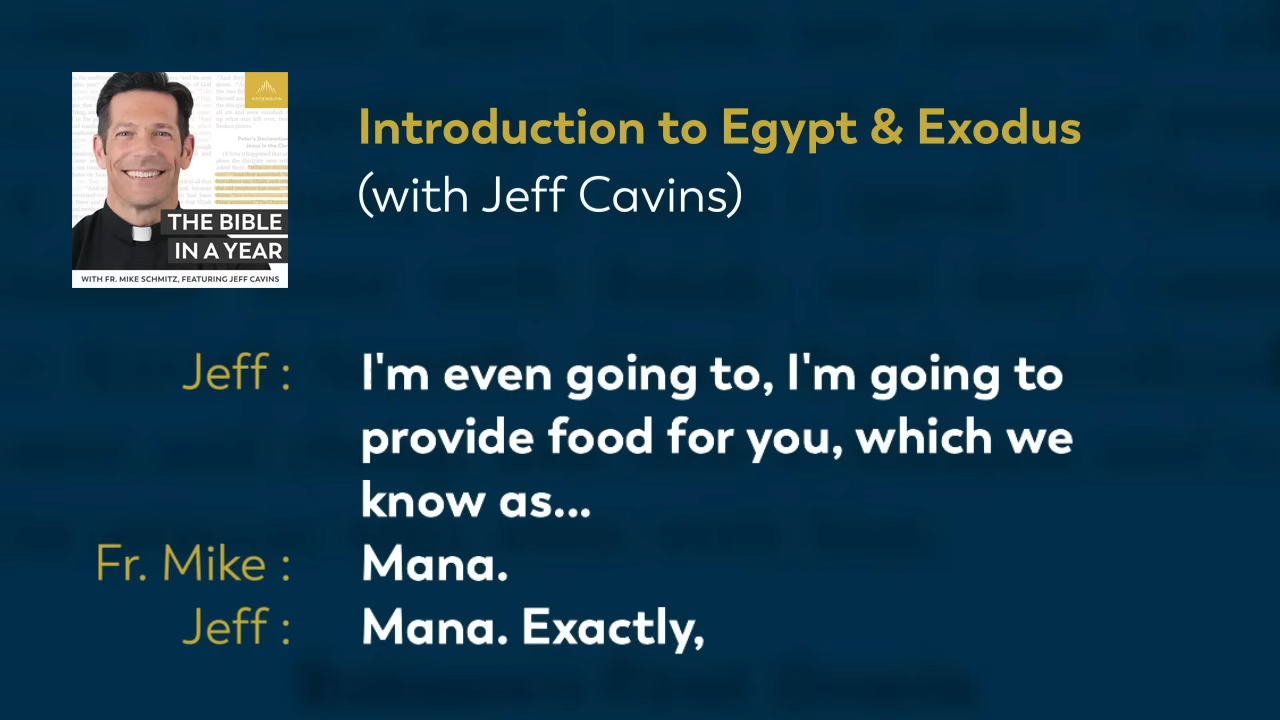 ASCENSION
THE BIBLE
IN A YEAR
WITH FR. MIKE SCHMITZ, FEATURING JEFF CAVINS
Introduction to Egypt & Exodus
(with Jeff Cavins)
Jeff : I'm even going to, I'm going to
provide food for you, which we
know as...
Fr. Mike : Mana.
Jeff : Mana. Exactly,